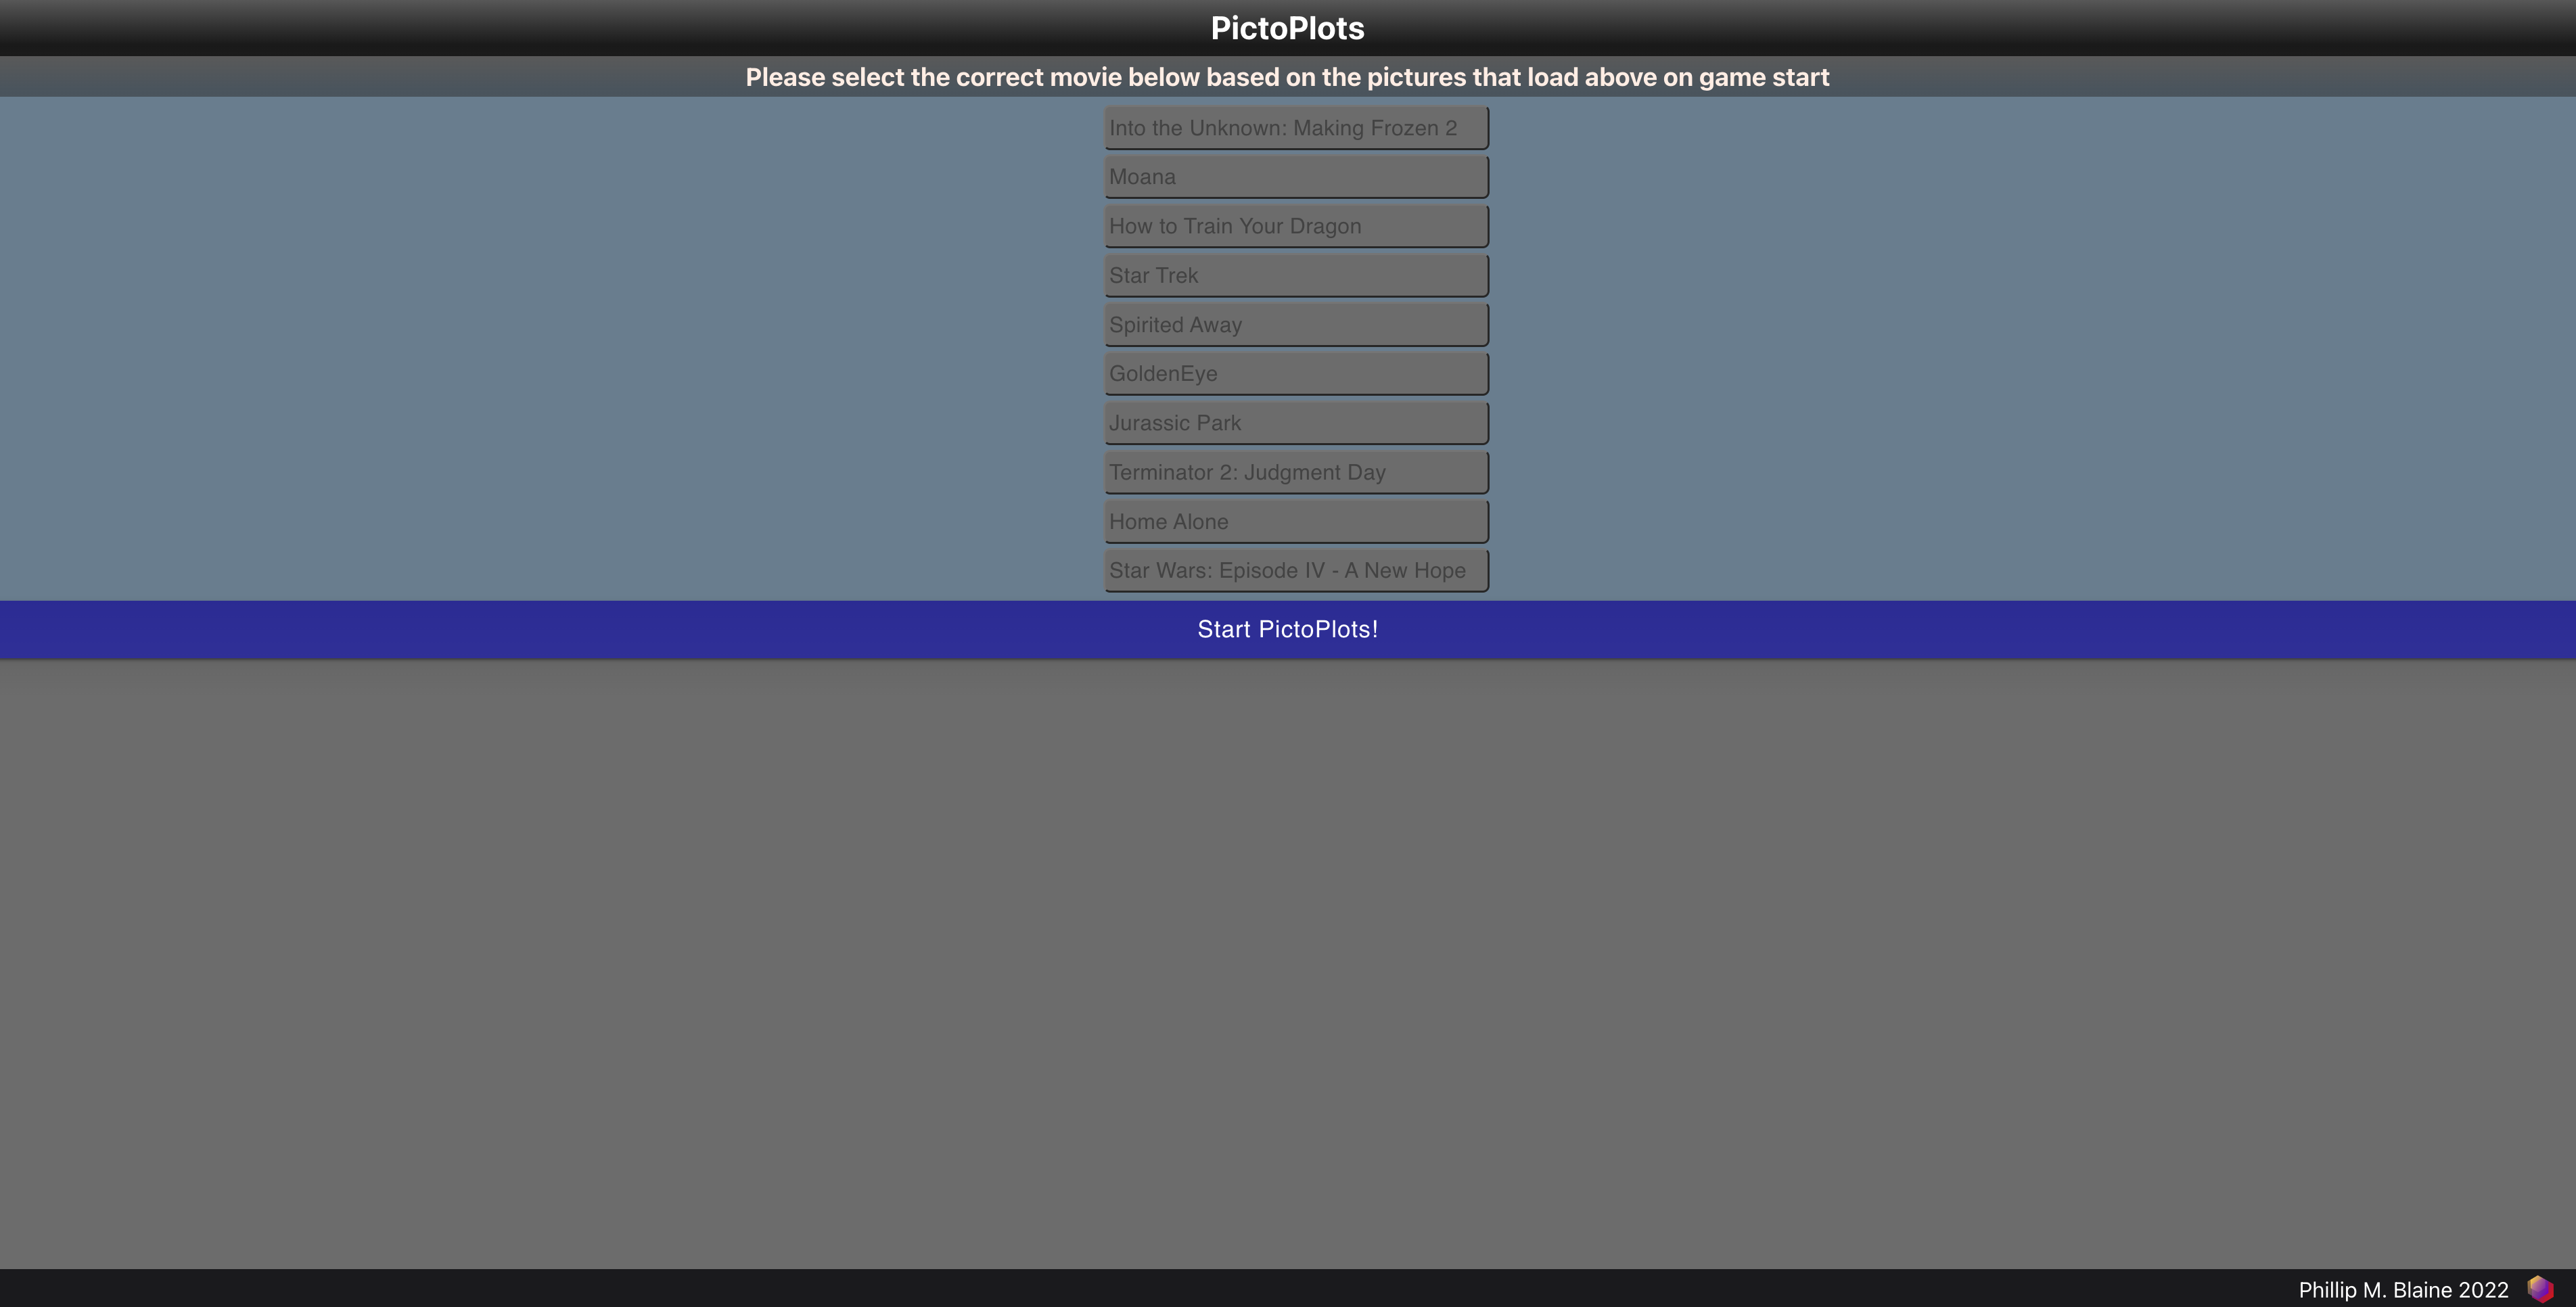 PictoPlots
Please select the correct movie below based on the pictures that load above on game start
Into the Unknown: Making Frozen 2
Moana
How to Train Your Dragon
Star Trek
Spirited Away
GoldenEye
Jurassic Park
Terminator 2: Judgment Day
Home Alone
Star Wars: Episode IV - A New Hope
Start PictoPlots!
Phillip M. Blaine 2022